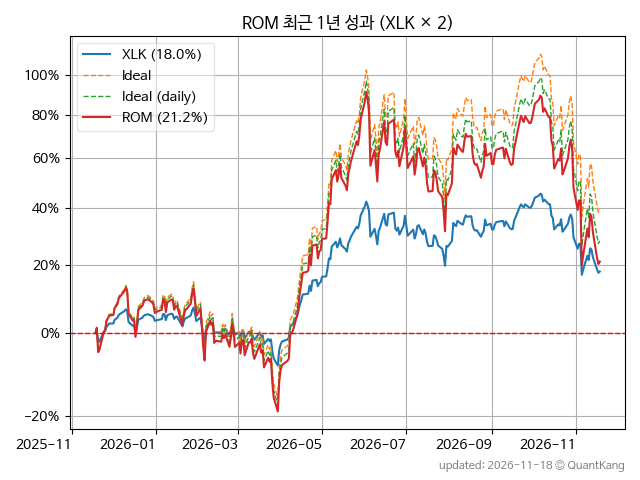 ROM 최근 1년 성과 (XLK × 2)
XLK (18.0%)
Ideal
Ideal (daily)
ROM (21.2%)
100%
80%
60%
40%
20%
0%
−20%
2025-11
2026-01
2026-03
2026-05
2026-07
2026-09
2026-11
updated: 2026-11-18 © QuantKang